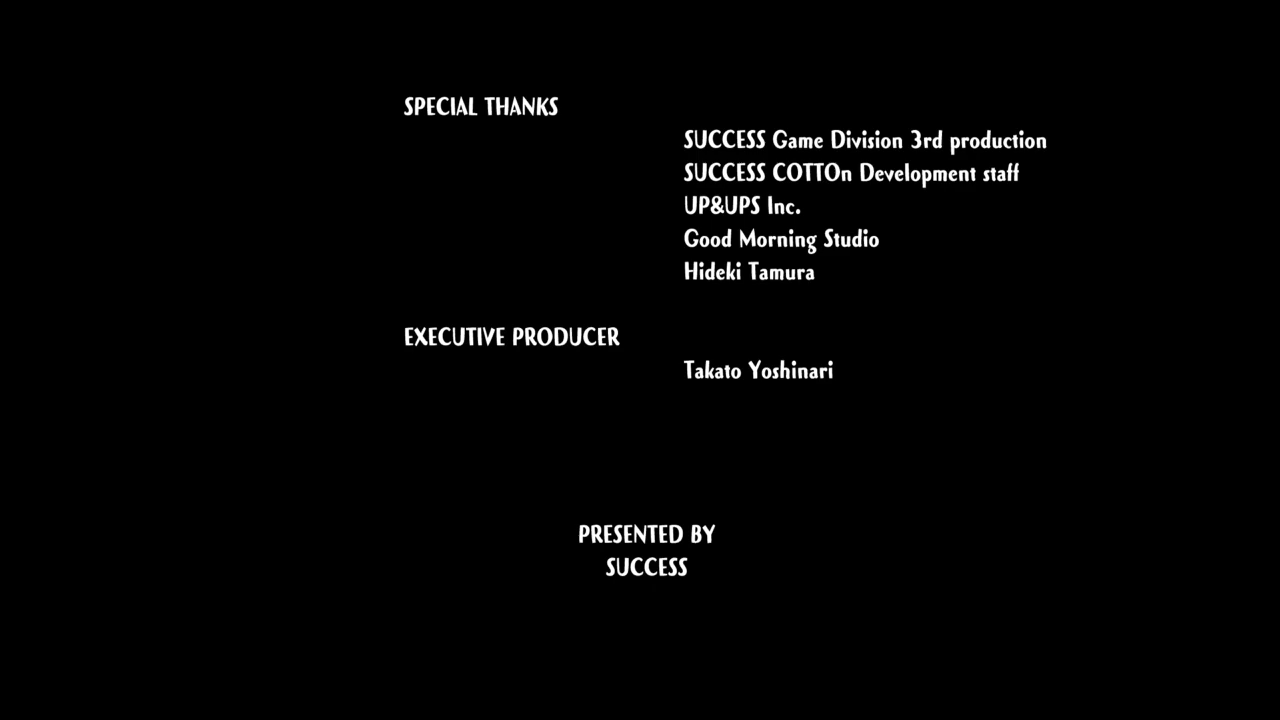 SPECIAL THANKS
SUCCESS Game Division 3rd production
SUCCESS COTTOn Development staff
UP&UPS Inc.
Good Morning Studio
Hideki Tamura
EXECUTIVE PRODUCER
Takato Yoshinari
PRESENTED BY
SUCCESS